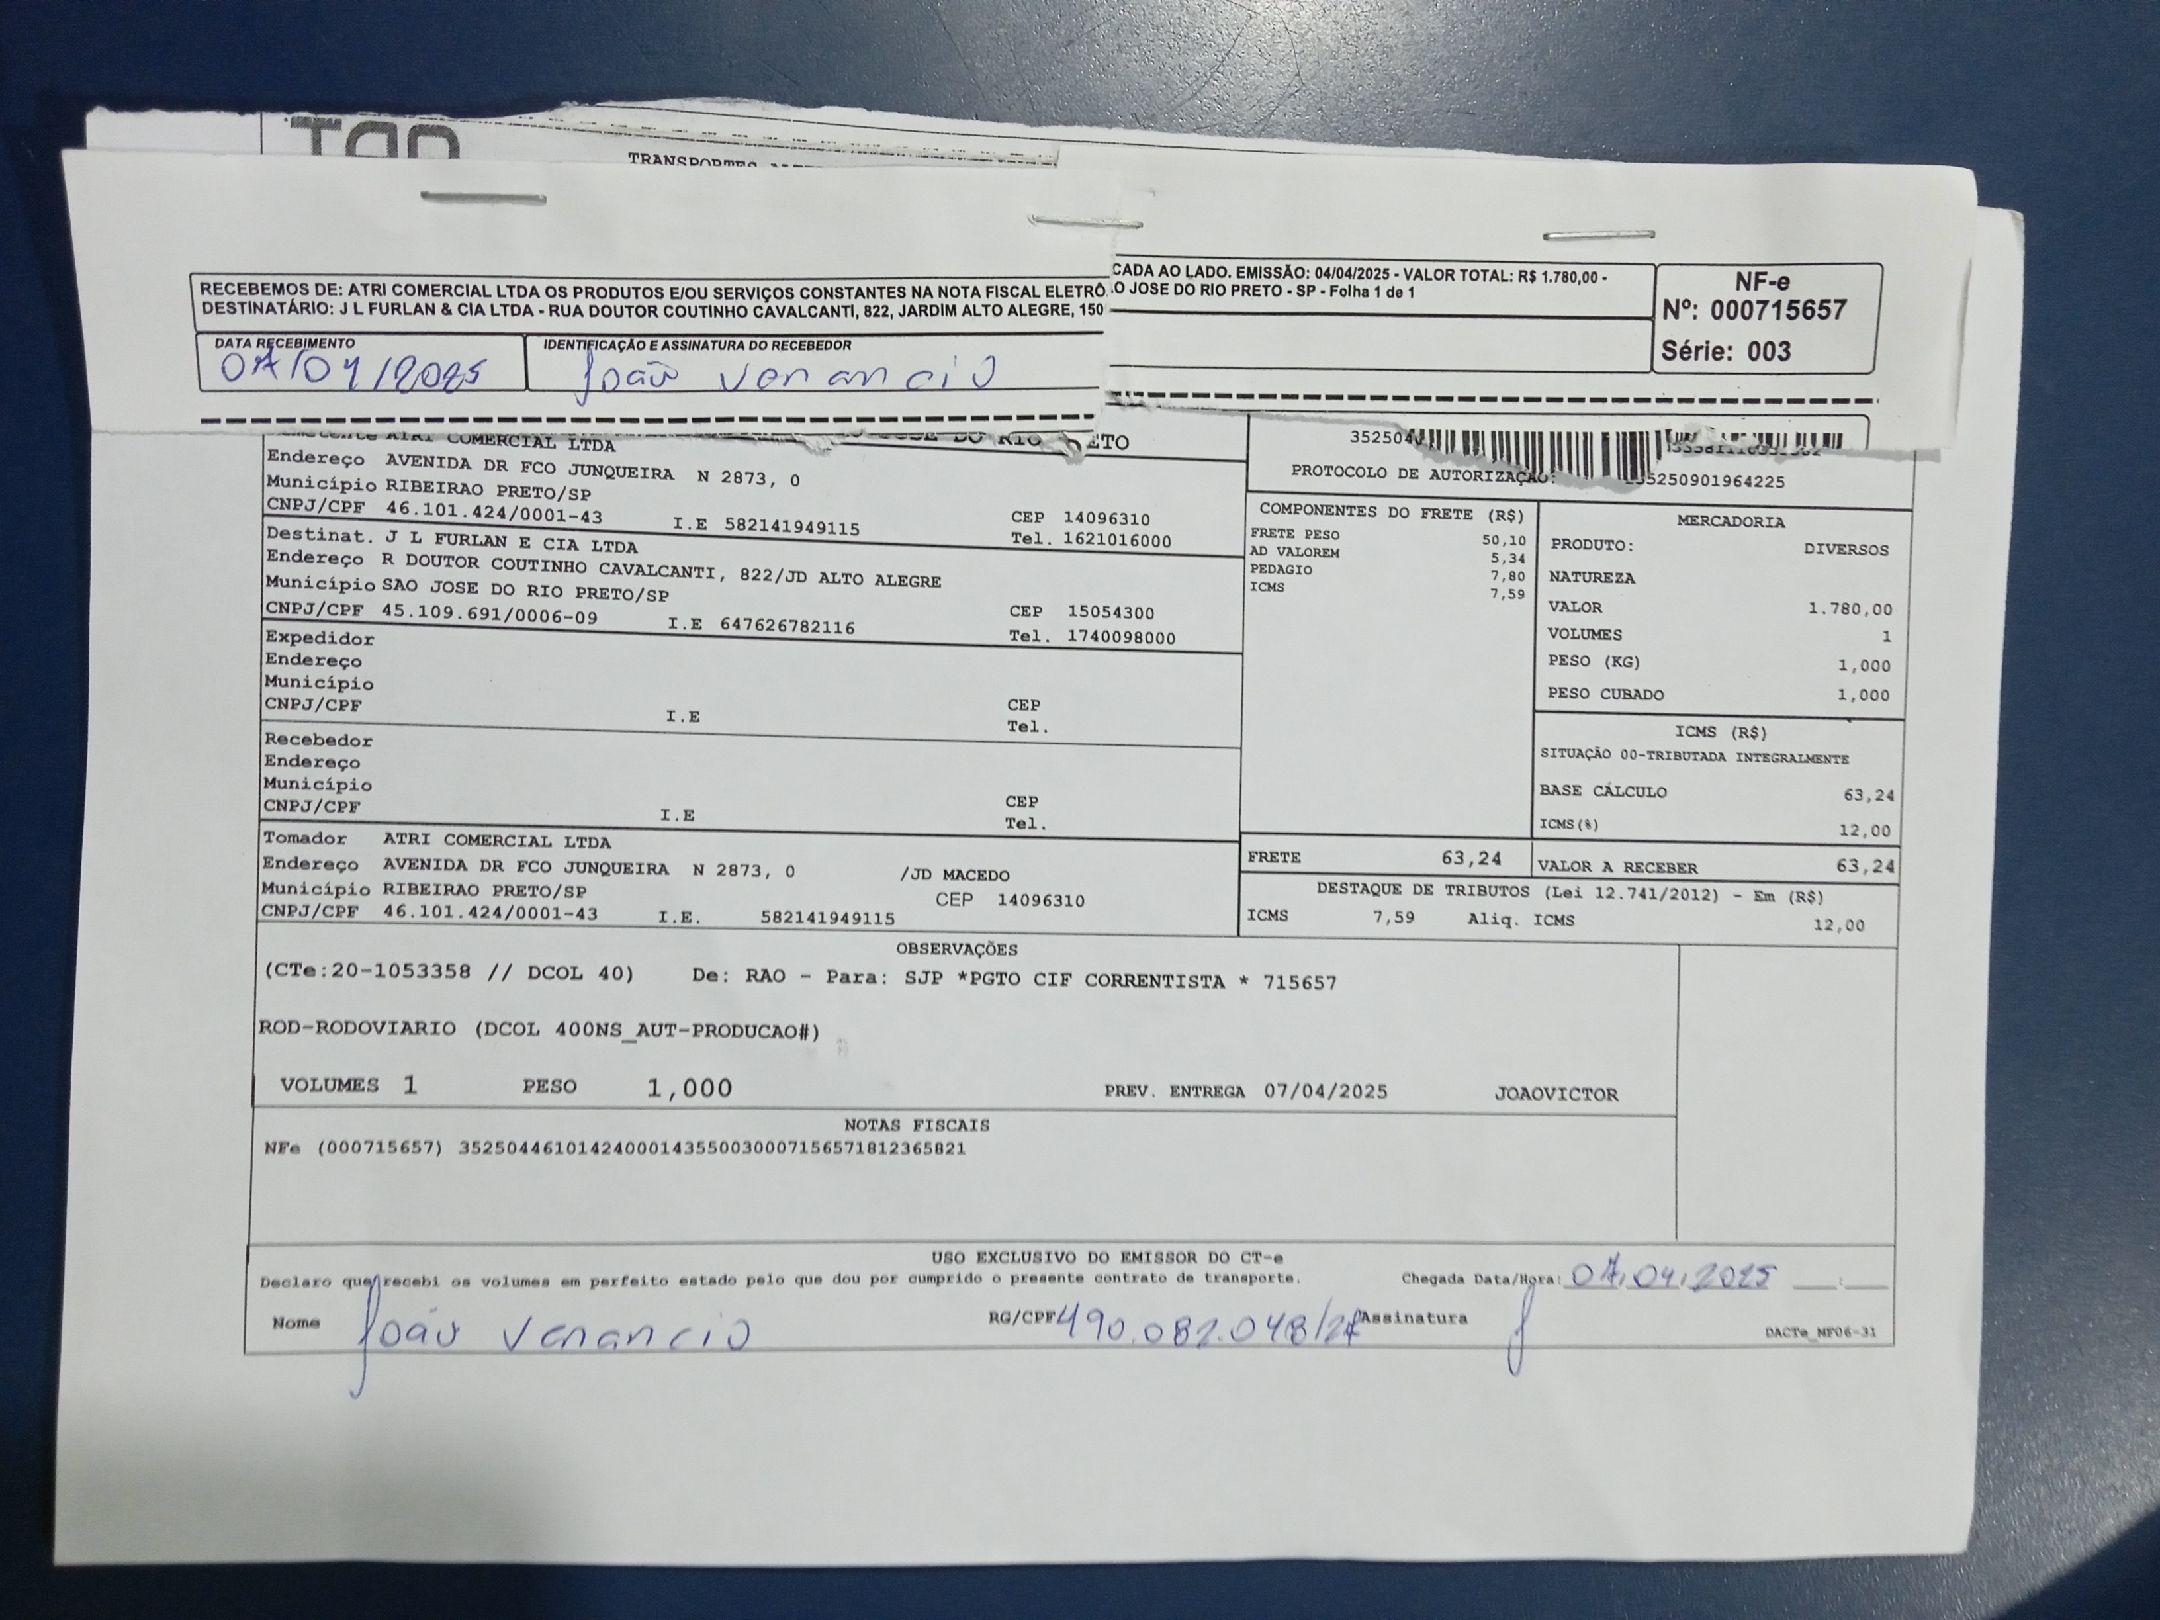 TRANSPORTES
RECEBEMOS DE: ATRI COMERCIAL LTDA OS PRODUTOS E/OU SERVIÇOS CONSTANTES NA NOTA FISCAL ELETRÔ
CADA AO LADO. EMISSÃO: 04/04/2025 - VALOR TOTAL: R$ 1.780,00 -
DESTINATÁRIO: J L FURLAN & CIA LTDA - RUA DOUTOR COUTINHO CAVALCANTI, 822, JARDIM ALTO ALEGRE, 150
O JOSE DO RIO PRETO - SP - Folha 1 de 1
NF-e
Nº: 000715657
Série: 003
DATA RECEBIMENTO
07/04/2025
IDENTIFICAÇÃO E ASSINATURA DO RECEBEDOR
João Venancio
ATRI COMERCIAL LTDA
Endereço AVENIDA DR FCO JUNQUEIRA N 2873, 0
Município RIBEIRAO PRETO/SP
CNPJ/CPF 46.101.424/0001-43 I.E 582141949115
CEP 14096310
Tel. 1621016000
Destinat. J L FURLAN E CIA LTDA
Endereço R DOUTOR COUTINHO CAVALCANTI, 822/JD ALTO ALEGRE
Município SAO JOSE DO RIO PRETO/SP
CNPJ/CPF 45.109.691/0006-09 I.E 647626782116
CEP 15054300
Tel. 1740098000
Expedidor
Endereço
Município
CNPJ/CPF I.E
CEP
Tel.
Recebedor
Endereço
Município
CNPJ/CPF I.E
CEP
Tel.
Tomador ATRI COMERCIAL LTDA
Endereço AVENIDA DR FCO JUNQUEIRA N 2873, 0 /JD MACEDO
Município RIBEIRAO PRETO/SP CEP 14096310
CNPJ/CPF 46.101.424/0001-43 I.E. 582141949115
PROTOCOLO DE AUTORIZAÇÃO: 35250901964225
COMPONENTES DO FRETE (R$)
FRETE PESO 50,10
AD VALOREM 5,34
PEDAGIO 7,80
ICMS 7,59
MERCADORIA
PRODUTO: DIVERSOS
NATUREZA
VALOR 1.780,00
VOLUMES 1
PESO (KG) 1,000
PESO CUBADO 1,000
ICMS (R$)
SITUAÇÃO 00-TRIBUTADA INTEGRALMENTE
BASE CÁLCULO 63,24
ICMS(%) 12,00
FRETE 63,24
VALOR A RECEBER 63,24
DESTAQUE DE TRIBUTOS (Lei 12.741/2012) - Em (R$)
ICMS 7,59 Aliq. ICMS 12,00
OBSERVAÇÕES
(CTe:20-1053358 // DCOL 40) De: RAO - Para: SJP *PGTO CIF CORRENTISTA * 715657
ROD-RODOVIARIO (DCOL 400NS_AUT-PRODUCAO#)
VOLUMES 1 PESO 1,000 PREV. ENTREGA 07/04/2025 JOAOVICTOR
NOTAS FISCAIS
NFe (000715657) 35250446101424000143550030007156571812365821
USO EXCLUSIVO DO EMISSOR DO CT-e
Declaro que recebi os volumes em perfeito estado pelo que dou por cumprido o presente contrato de transporte. Chegada Data/Hora: 07.04.2025 __:__
Nome João Venancio RG/CPF 490.082.048/ Assinatura
DACTe_NF06-31